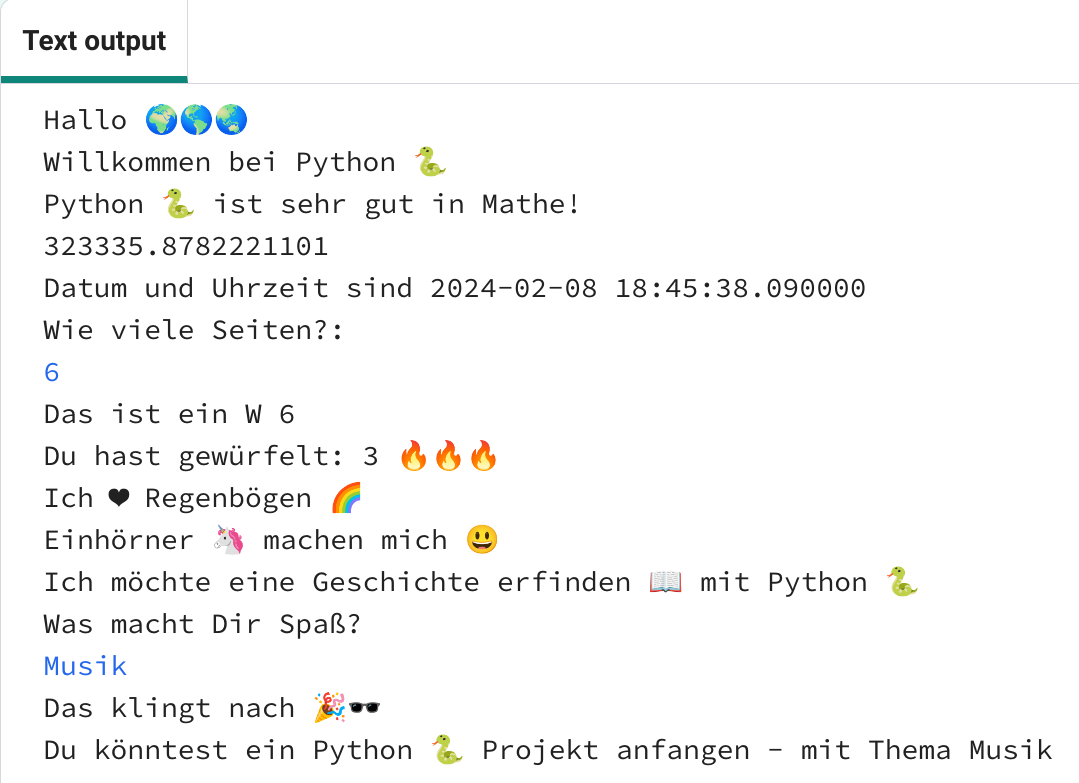 Text output
Hallo 🌍🌎🌏
Willkommen bei Python 🐍
Python 🐍 ist sehr gut in Mathe!
323335.8782221101
Datum und Uhrzeit sind 2024-02-08 18:45:38.090000
Wie viele Seiten?:
6
Das ist ein W 6
Du hast gewürfelt: 3 🔥🔥🔥
Ich ❤ Regenbögen 🌈
Einhörner 🦄 machen mich 😃
Ich möchte eine Geschichte erfinden 📖 mit Python 🐍
Was macht Dir Spaß?
Musik
Das klingt nach 🎉🕶️
Du könntest ein Python 🐍 Projekt anfangen - mit Thema Musik